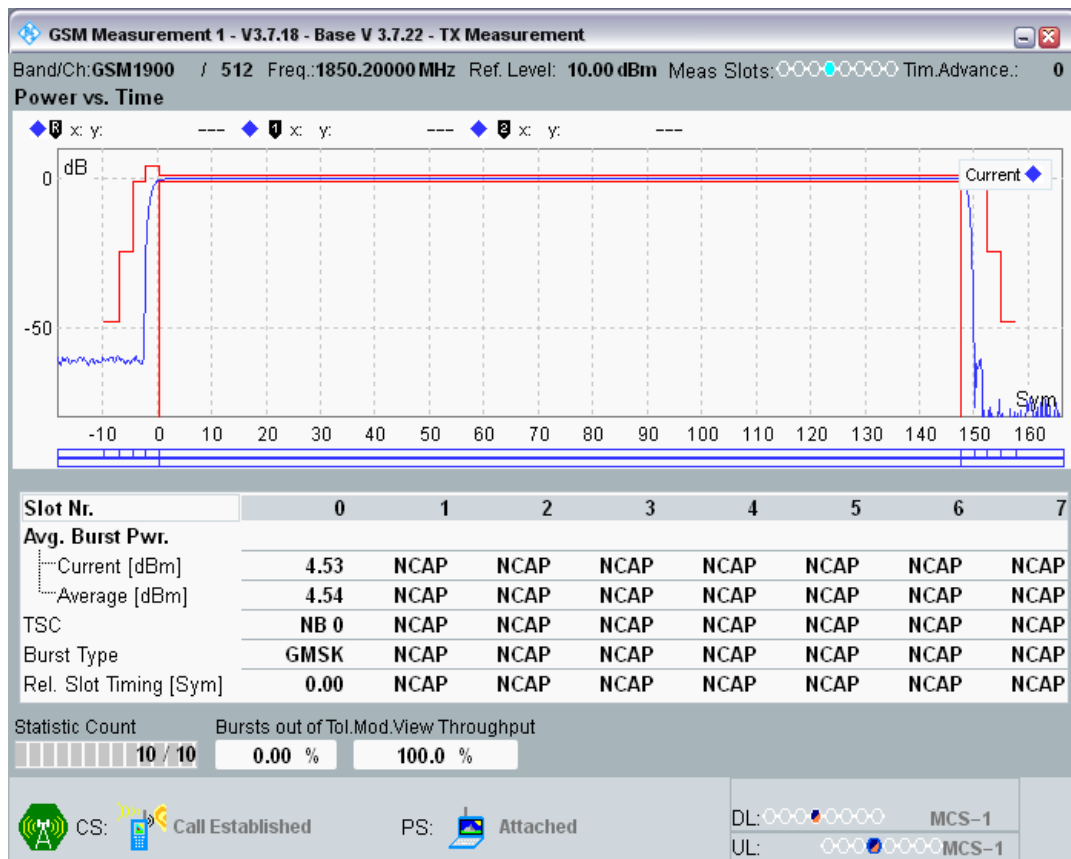 GSM Measurement 1 - V3.7.18 - Base V 3.7.22 - TX Measurement
Band/Ch:GSM1900 / 512 Freq.:1850.20000 MHz Ref. Level: 10.00 dBm Meas Slots: Tim.Advance.: 0
Power vs. Time
R x: y: --- 1 x: y: --- 2 x: y: ---
dB
0
Current
-50
Sym
-10 0 10 20 30 40 50 60 70 80 90 100 110 120 130 140 150 160
Slot Nr. 0 1 2 3 4 5 6 7
Avg. Burst Pwr.
Current [dBm] 4.53 NCAP NCAP NCAP NCAP NCAP NCAP NCAP
Average [dBm] 4.54 NCAP NCAP NCAP NCAP NCAP NCAP NCAP
TSC NB 0 NCAP NCAP NCAP NCAP NCAP NCAP NCAP
Burst Type GMSK NCAP NCAP NCAP NCAP NCAP NCAP NCAP
Rel. Slot Timing [Sym] 0.00 NCAP NCAP NCAP NCAP NCAP NCAP NCAP
Statistic Count Bursts out of Tol.Mod.View Throughput
10 / 10 0.00 % 100.0 %
CS: Call Established PS: Attached
DL: MCS-1
UL: MCS-1